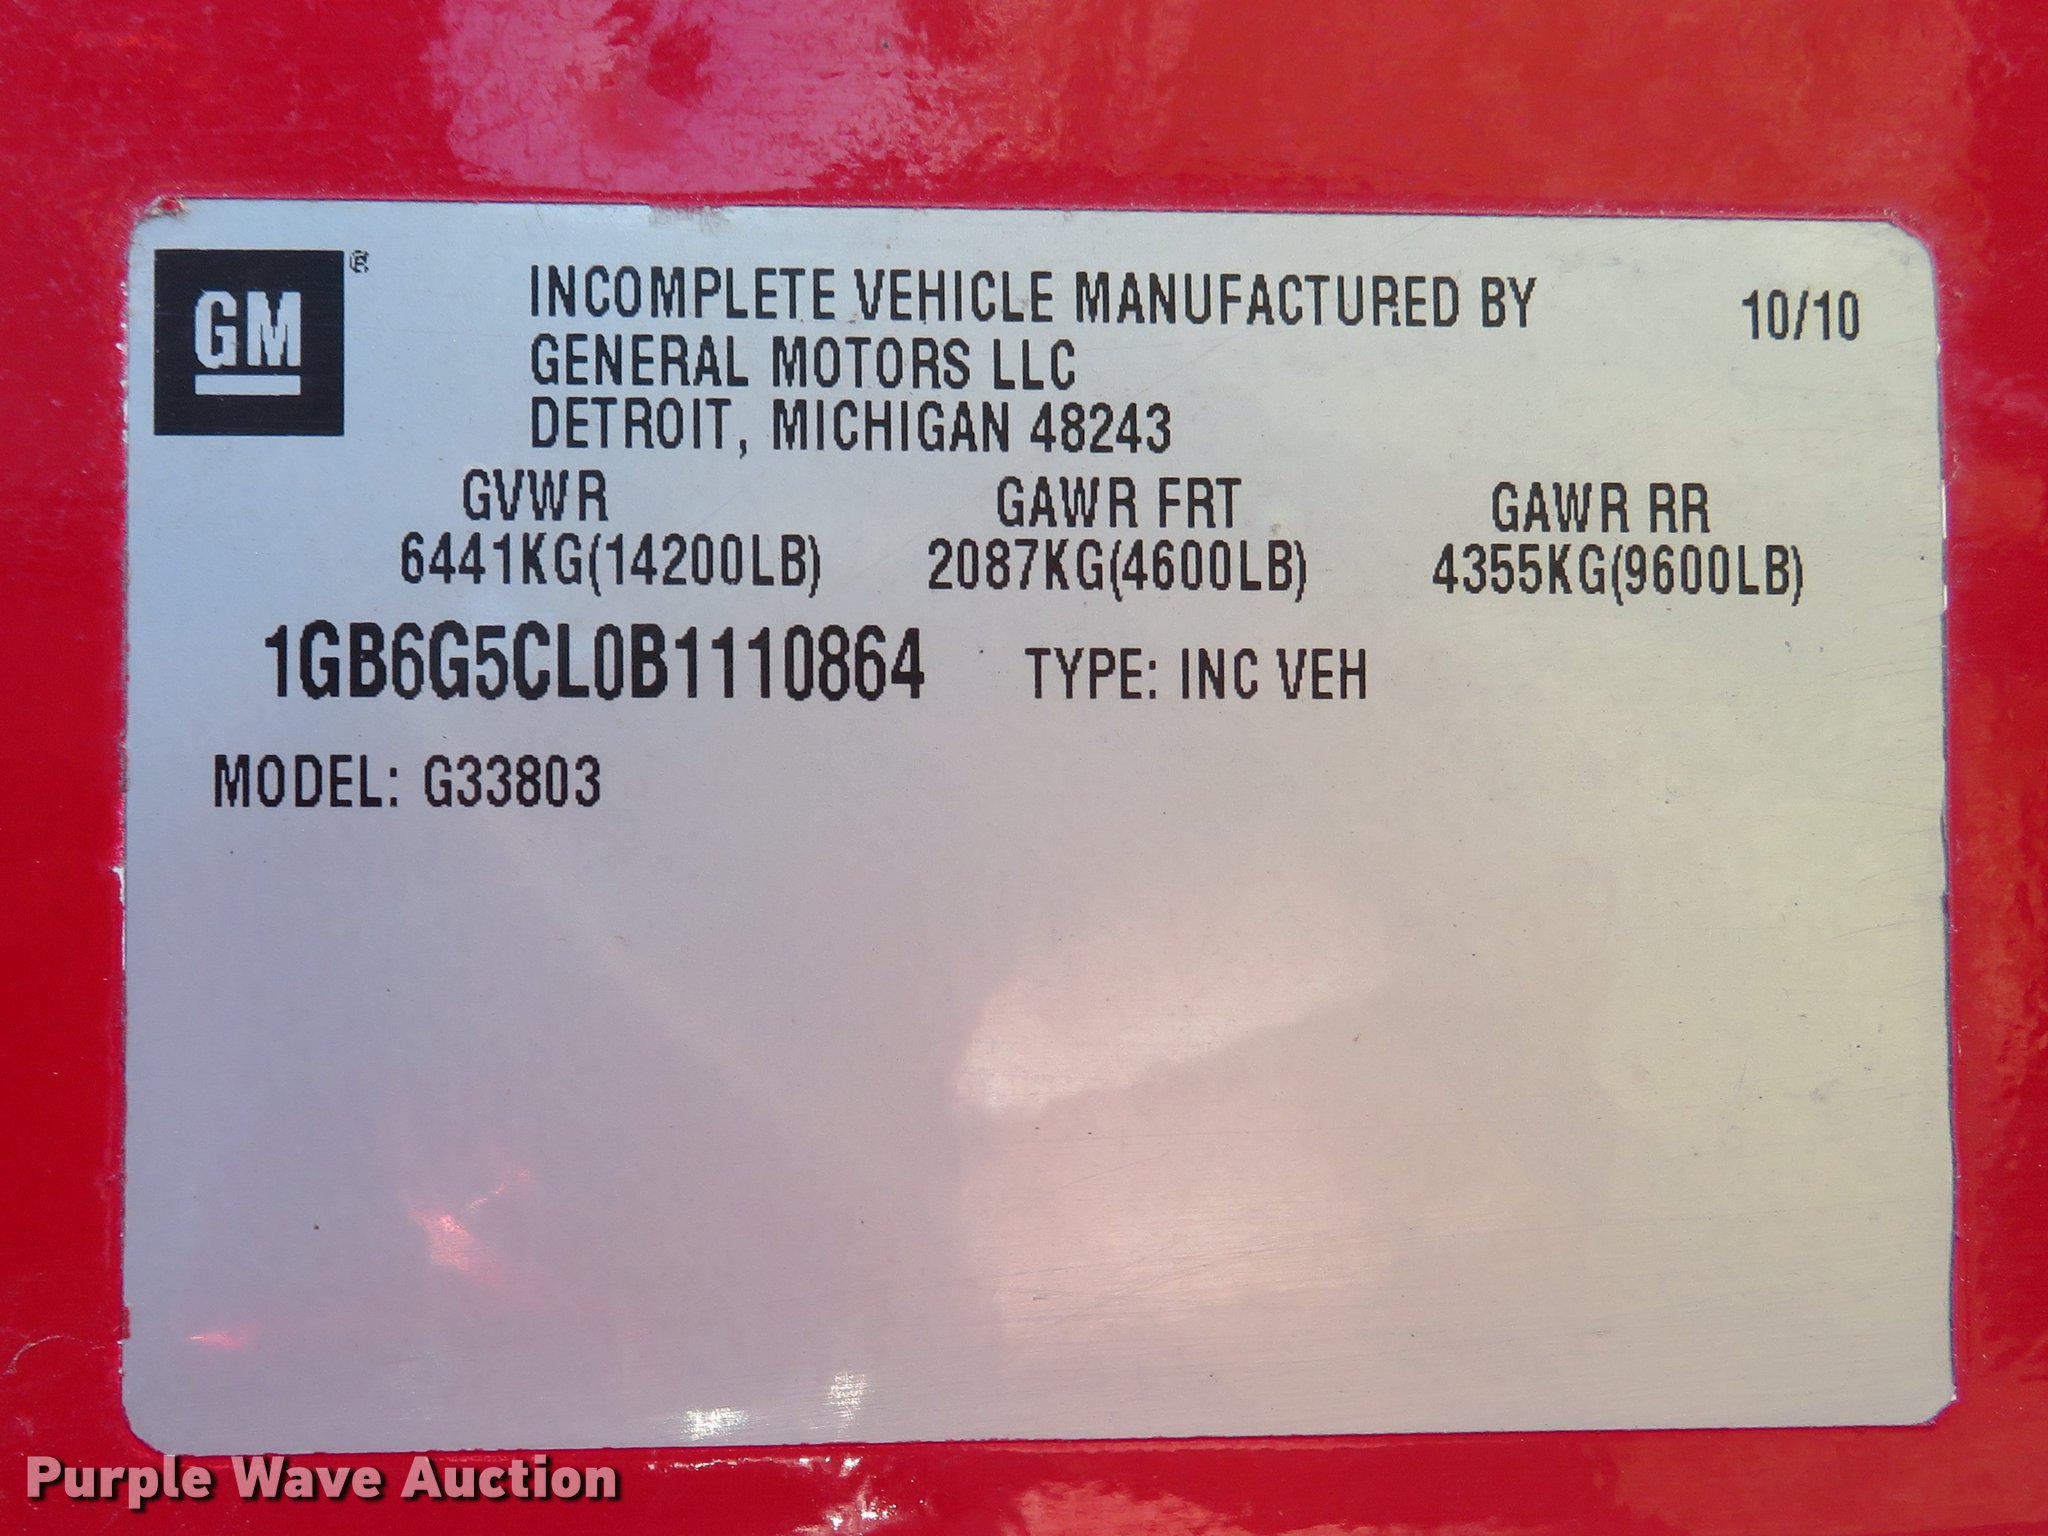 GM ®
INCOMPLETE VEHICLE MANUFACTURED BY 10/10
GENERAL MOTORS LLC
DETROIT, MICHIGAN 48243
GVWR GAWR FRT GAWR RR
6441KG(14200LB) 2087KG(4600LB) 4355KG(9600LB)
1GB6G5CL0B1110864 TYPE: INC VEH
MODEL: G33803
Purple Wave Auction